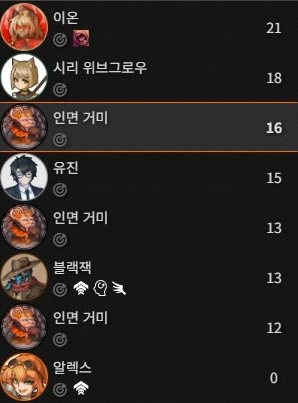 이온 21
시리 위브그로우 18
인면 거미 16
유진 15
인면 거미 13
블랙잭 13
인면 거미 12
알렉스 0